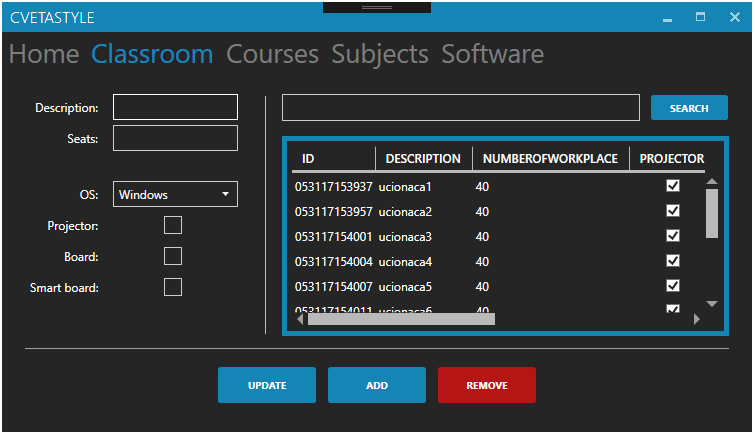 CVETASTYLE
Home Classroom Courses Subjects Software
Description:
Seats:
OS: Windows
Projector:
Board:
Smart board:
SEARCH
ID DESCRIPTION NUMBEROFWORKPLACE PROJECTOR
053117153937 ucionaca1 40
053117153957 ucionaca2 40
053117154001 ucionaca3 40
053117154004 ucionaca4 40
053117154007 ucionaca5 40
053117154011 ucionaca6 40
UPDATE ADD REMOVE